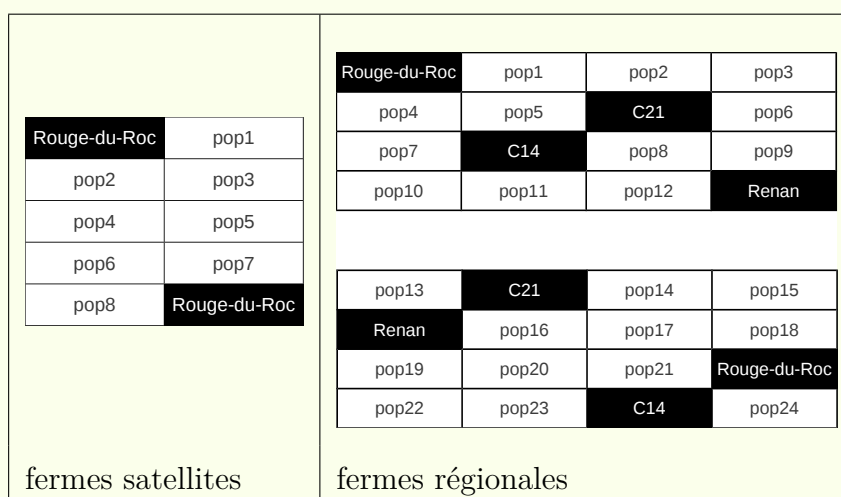 Rouge-du-Roc pop1
pop2 pop3
pop4 pop5
pop6 pop7
pop8 Rouge-du-Roc
fermes satellites
Rouge-du-Roc pop1 pop2 pop3
pop4 pop5 C21 pop6
pop7 C14 pop8 pop9
pop10 pop11 pop12 Renan
pop13 C21 pop14 pop15
Renan pop16 pop17 pop18
pop19 pop20 pop21 Rouge-du-Roc
pop22 pop23 C14 pop24
fermes régionales